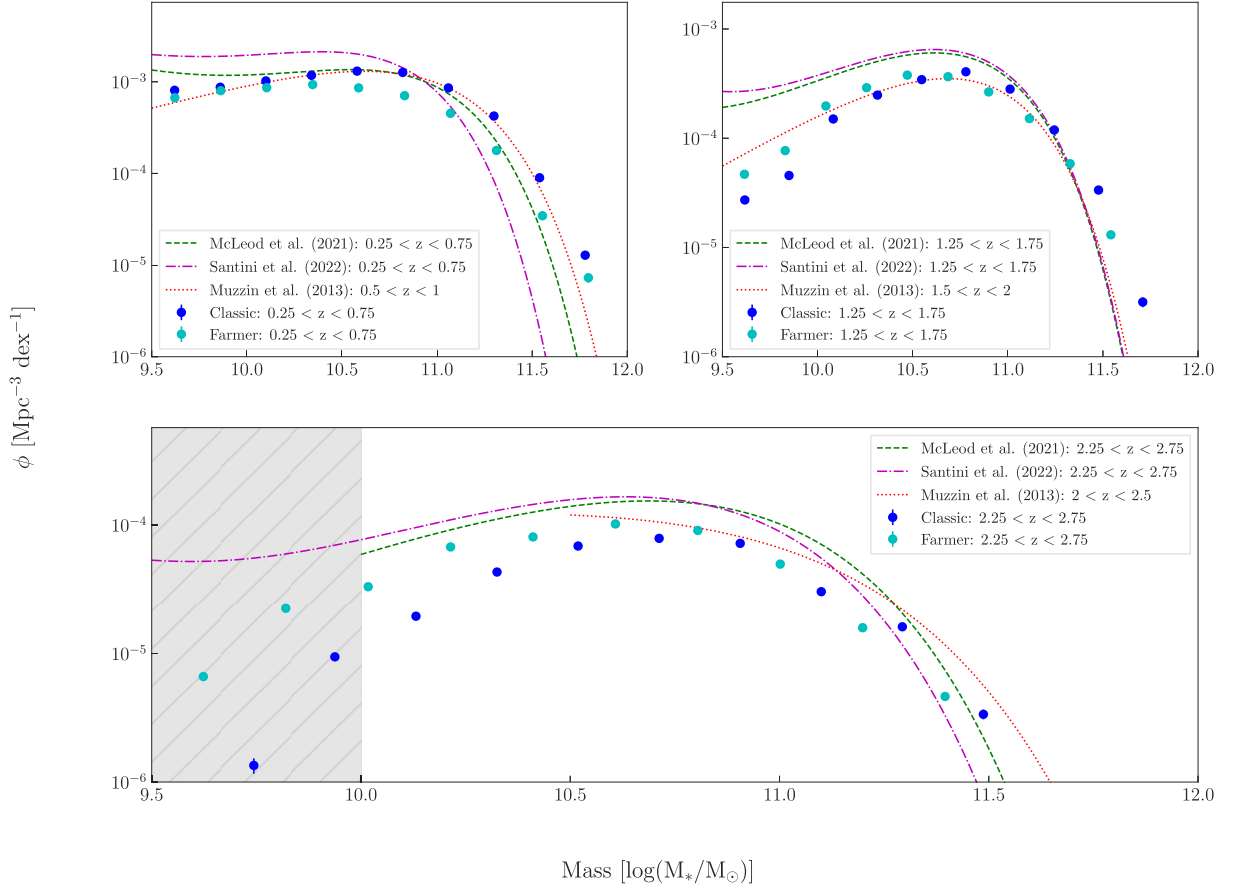 10⁻³
10⁻⁴
10⁻⁵
10⁻⁶
9.5 10.0 10.5 11.0 11.5 12.0
McLeod et al. (2021): 0.25 < z < 0.75
Santini et al. (2022): 0.25 < z < 0.75
Muzzin et al. (2013): 0.5 < z < 1
Classic: 0.25 < z < 0.75
Farmer: 0.25 < z < 0.75
10⁻³
10⁻⁴
10⁻⁵
10⁻⁶
9.5 10.0 10.5 11.0 11.5 12.0
McLeod et al. (2021): 1.25 < z < 1.75
Santini et al. (2022): 1.25 < z < 1.75
Muzzin et al. (2013): 1.5 < z < 2
Classic: 1.25 < z < 1.75
Farmer: 1.25 < z < 1.75
ϕ [Mpc⁻³ dex⁻¹]
10⁻⁴
10⁻⁵
10⁻⁶
9.5 10.0 10.5 11.0 11.5 12.0
McLeod et al. (2021): 2.25 < z < 2.75
Santini et al. (2022): 2.25 < z < 2.75
Muzzin et al. (2013): 2 < z < 2.5
Classic: 2.25 < z < 2.75
Farmer: 2.25 < z < 2.75
Mass [log(M*/M⊙)]